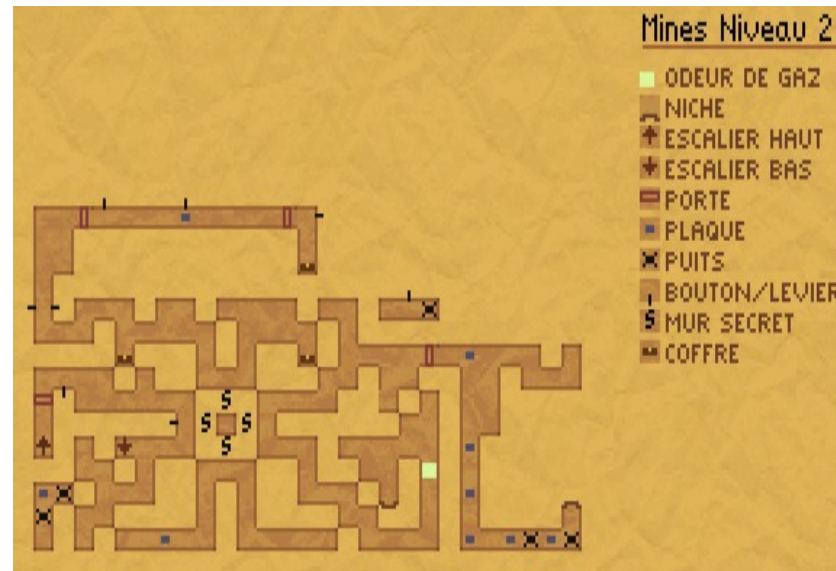 Mines Niveau 2
ODEUR DE GAZ
NICHE
ESCALIER HAUT
ESCALIER BAS
PORTE
PLAQUE
PUITS
BOUTON/LEVIER
S MUR SECRET
COFFRE
S
S S
S